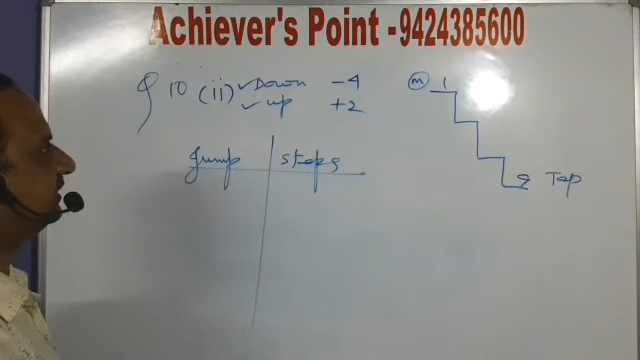 Achiever's Point -9424385600
Q 10 (ii) ✓Down -4
✓up +2
Jump steps
(m) 1
9 Top